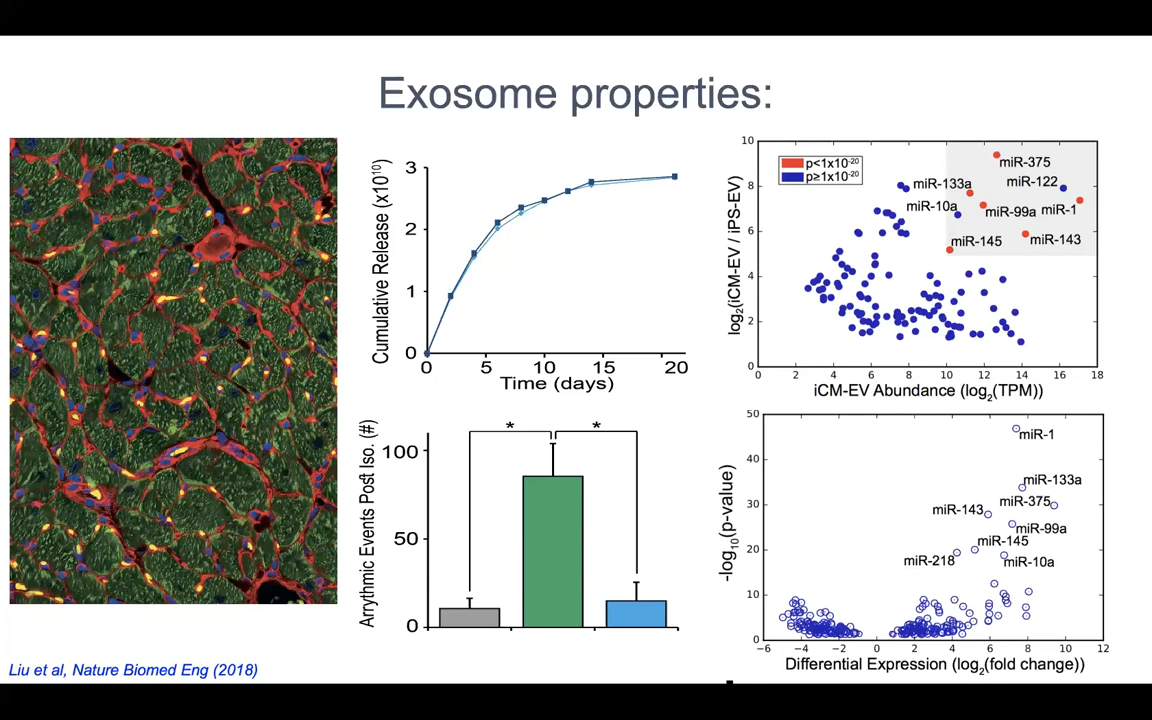 Exosome properties:
Cumulative Release (x10¹⁰)
3
2
1
0
0 5 10 15 20
Time (days)
Arrythmic Events Post Iso. (#)
100
50
0
* *
log₂(iCM-EV / iPS-EV)
10
8
6
4
2
0
p<1x10⁻²⁰
p≥1x10⁻²⁰
miR-375
miR-133a
miR-122
miR-10a
miR-99a
miR-1
miR-145
miR-143
0 2 4 6 8 10 12 14 16 18
iCM-EV Abundance (log₂(TPM))
-log₁₀(p-value)
50
40
30
20
10
0
miR-1
miR-133a
miR-375
miR-143
miR-99a
miR-145
miR-218
miR-10a
−6 −4 −2 0 2 4 6 8 10 12
Differential Expression (log₂(fold change))
Liu et al, Nature Biomed Eng (2018)